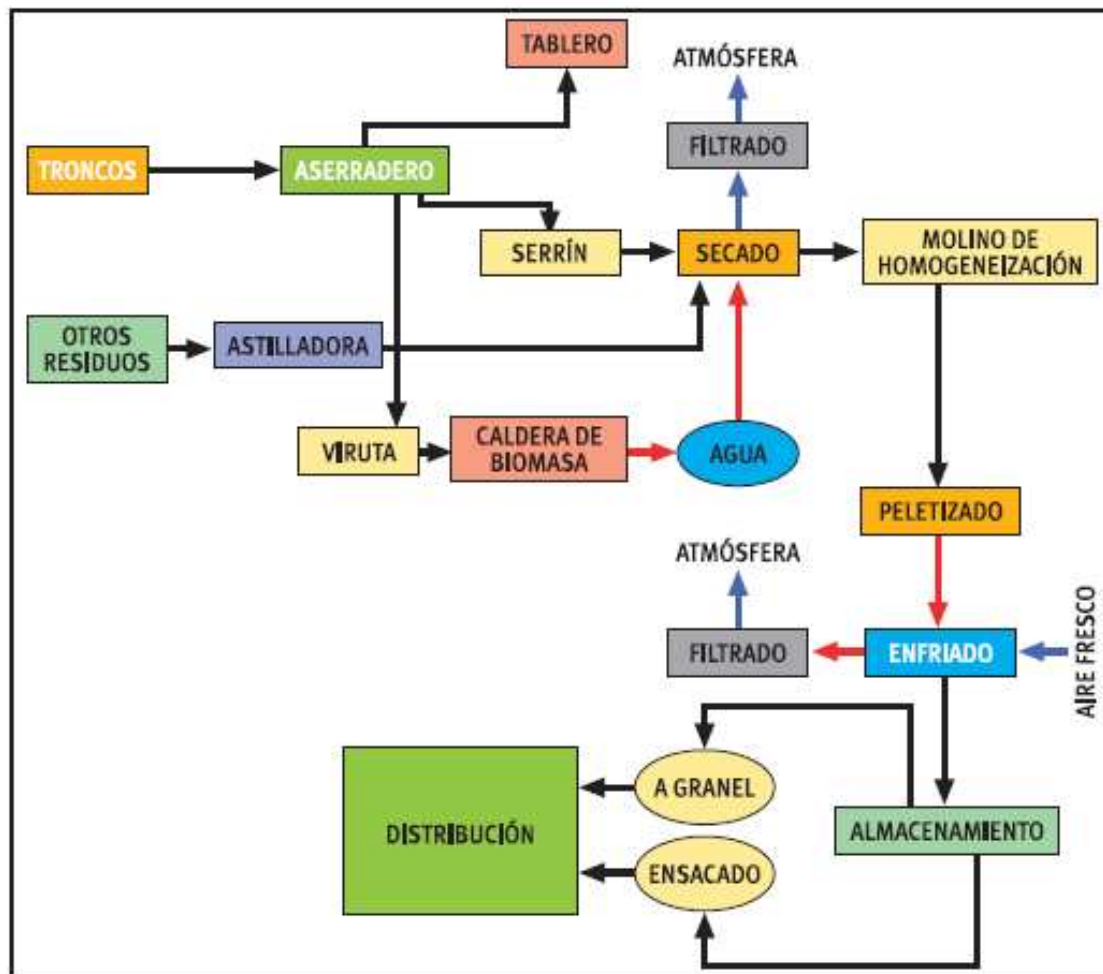 TABLERO
ATMÓSFERA
TRONCOS
ASERRADERO
FILTRADO
SERRÍN
SECADO
MOLINO DE
HOMOGENEIZACIÓN
OTROS
RESÍDUOS
ASTILLADORA
VIRUTA
CALDERA DE
BIOMASA
AGUA
PELETIZADO
ATMÓSFERA
FILTRADO
ENFRIADO
AIRE FRESCO
DISTRIBUCIÓN
A GRANEL
ALMACENAMIENTO
ENSACADO